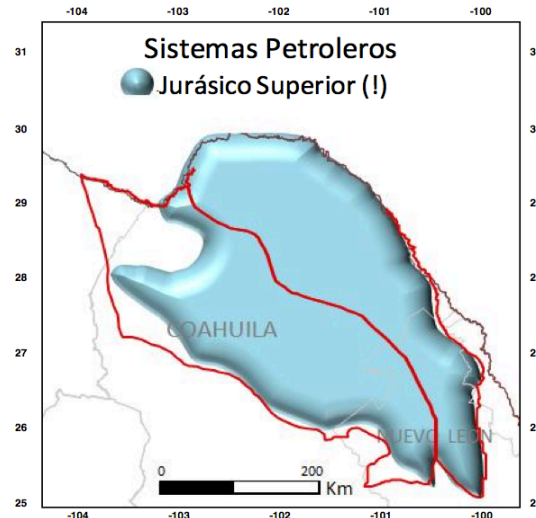 -104 -103 -102 -101 -100
Sistemas Petroleros
Jurásico Superior (!)
31 3
30 3
29 2
28 2
COAHUILA
27 2
26 2
NUEVO LEÓN
0 200
Km
25 2
-104 -103 -102 -101 -100